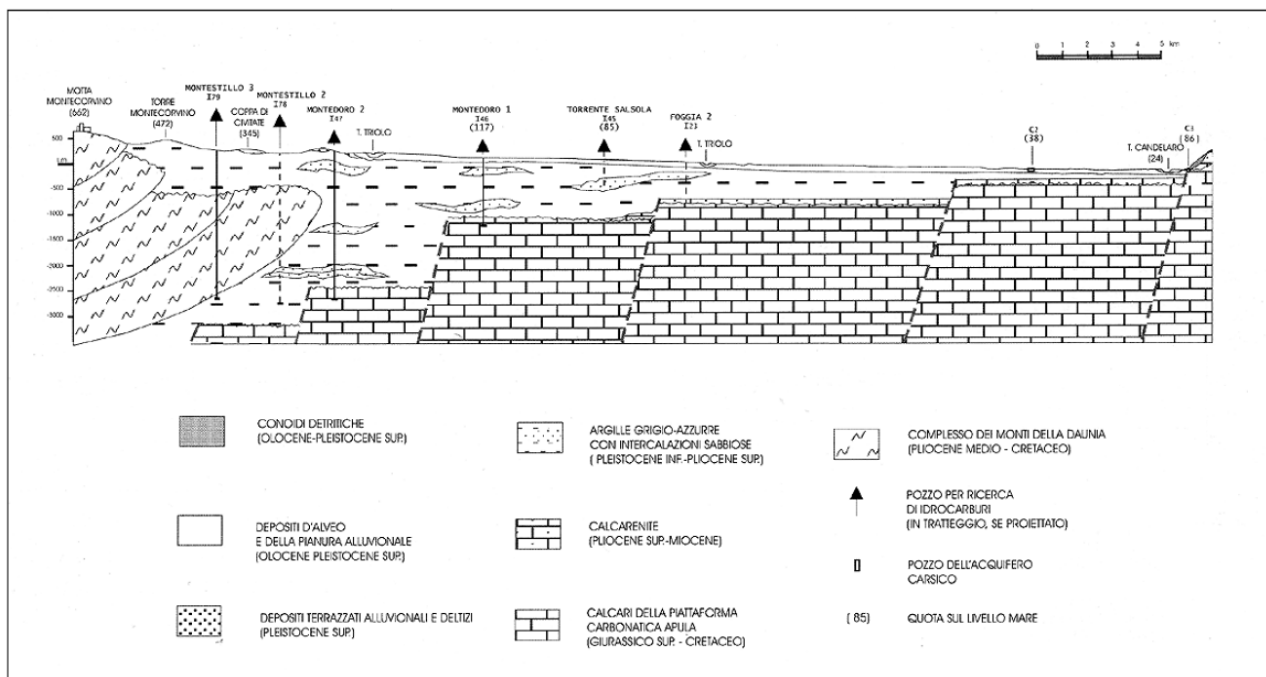 0 1 2 3 4 5 km
MOTTA
MONTECORVINO
(662)
TORRE
MONTECORVINO
(472)
MONTESTILLO 3
I79
COPPA DI
CIVITATE
(345)
MONTESTILLO 2
I78
MONTEDORO 2
I47
T. TRIOLO
MONTEDORO 1
I46
(117)
TORRENTE SALSOLA
I45
(85)
FOGGIA 2
I23
T. TRIOLO
C2
(38)
T. CANDELARO
(24)
C3
(86)
500
-500
-1000
-1500
-2000
-2500
-3000
CONOIDI DETRITICHE
(OLOCENE-PLEISTOCENE SUP.)
DEPOSITI D'ALVEO
E DELLA PIANURA ALLUVIONALE
(OLOCENE PLEISTOCENE SUP.)
DEPOSITI TERRAZZATI ALLUVIONALI E DELTIZI
(PLEISTOCENE SUP.)
ARGILLE GRIGIO-AZZURRE
CON INTERCALAZIONI SABBIOSE
( PLEISTOCENE INF.-PLIOCENE SUP.)
CALCARENITE
(PLIOCENE SUP.-MIOCENE)
CALCARI DELLA PIATTAFORMA
CARBONATICA APULA
(GIURASSICO SUP. - CRETACEO)
COMPLESSO DEI MONTI DELLA DAUNIA
(PLIOCENE MEDIO - CRETACEO)
POZZO PER RICERCA
DI IDROCARBURI
(IN TRATTEGGIO, SE PROIETTATO)
POZZO DELL'ACQUIFERO
CARSICO
( 85) QUOTA SUL LIVELLO MARE